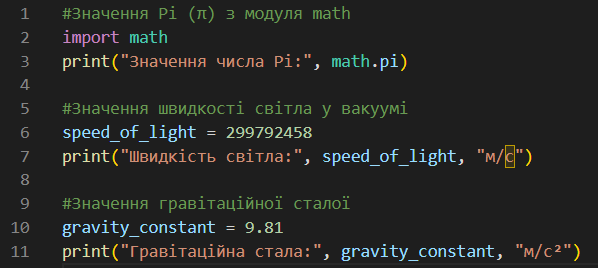 1 #Значення Pi (π) з модуля math
2 import math
3 print("Значення числа Pi:", math.pi)
4
5 #Значення швидкості світла у вакуумі
6 speed_of_light = 299792458
7 print("Швидкість світла:", speed_of_light, "м/с")
8
9 #Значення гравітаційної сталої
10 gravity_constant = 9.81
11 print("Гравітаційна стала:", gravity_constant, "м/с²")